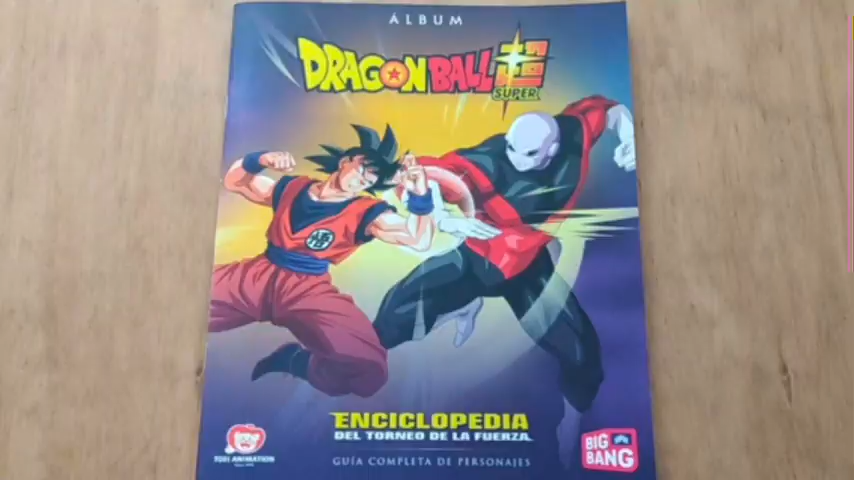 ÁLBUM
DRAGON BALL
SUPER
ENCICLOPEDIA
DEL TORNEO DE LA FUERZA
GUÍA COMPLETA DE PERSONAJES
TOEI ANIMATION
BIG
BANG